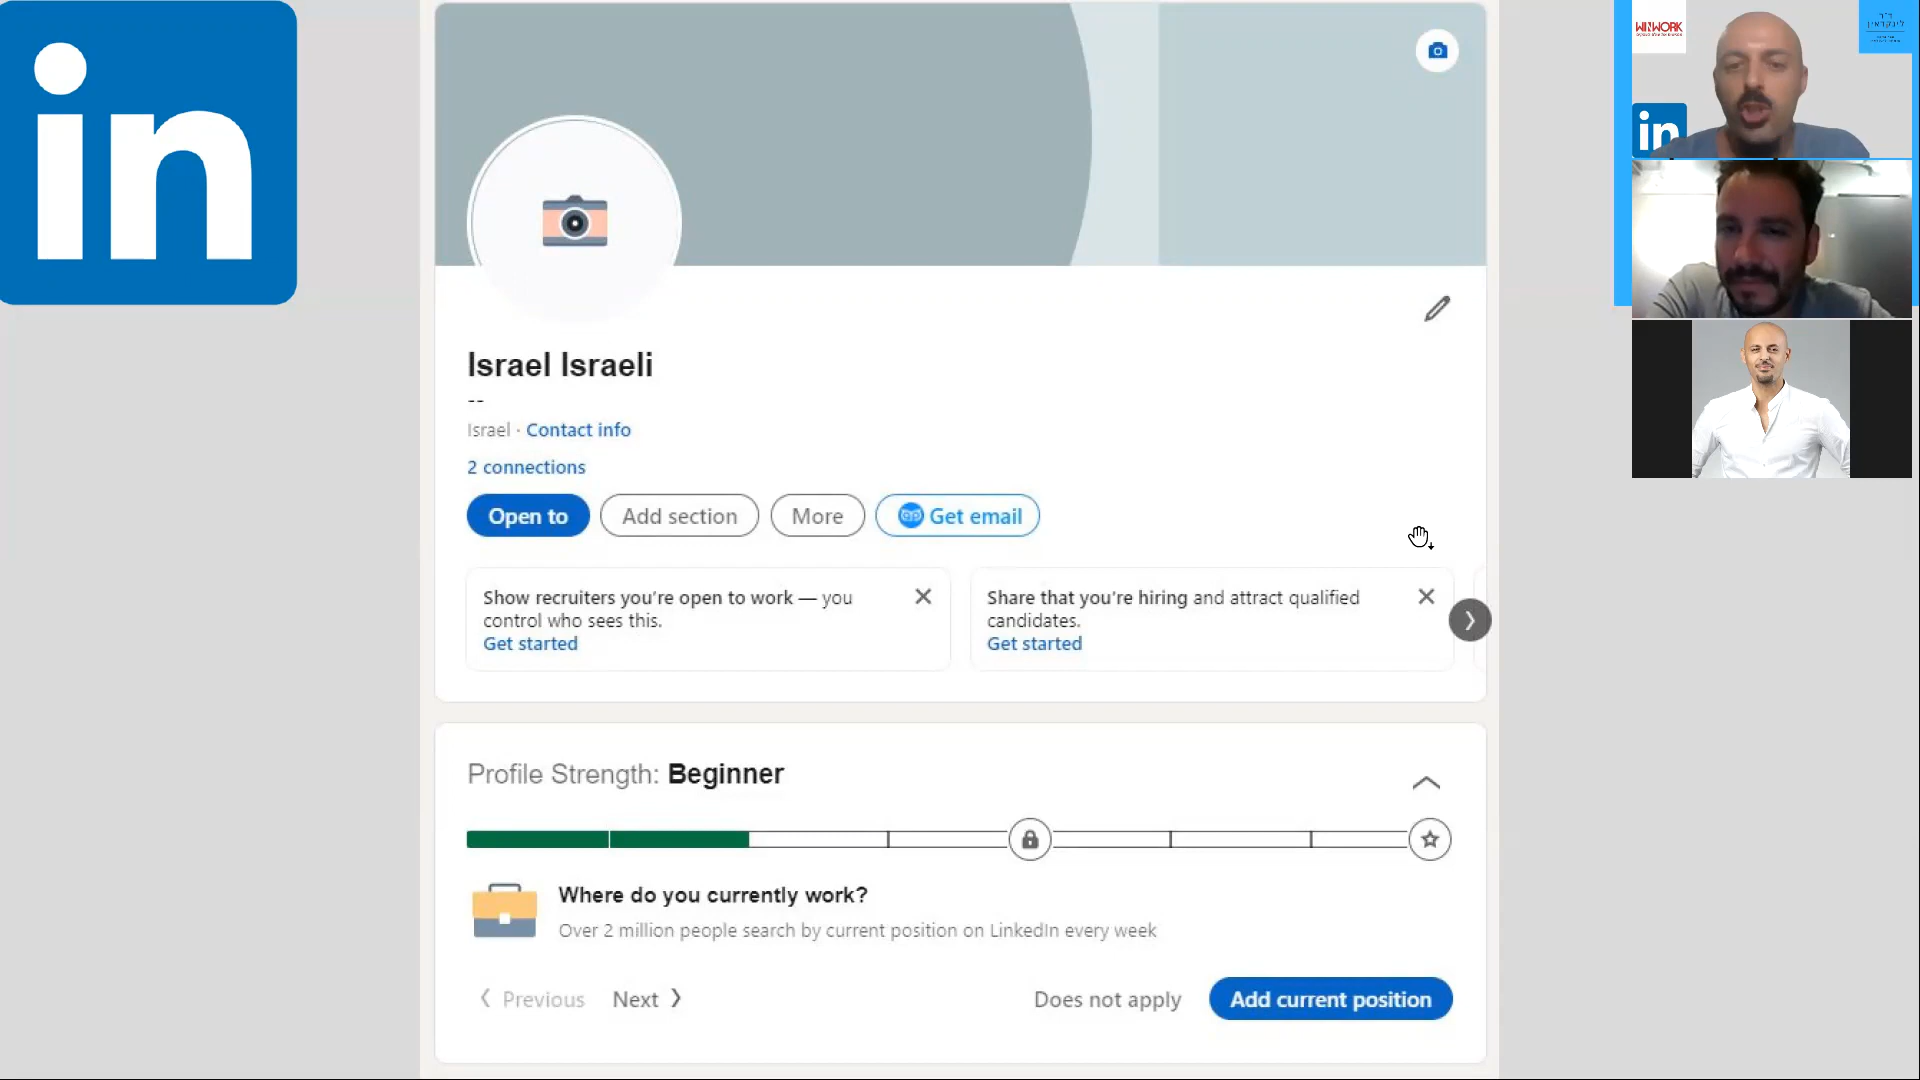 in
Israel Israeli
--
Israel · Contact info
2 connections
Open to
Add section
More
Get email
Show recruiters you're open to work — you
control who sees this.
Get started
Share that you're hiring and attract qualified
candidates.
Get started
Profile Strength: Beginner
Where do you currently work?
Over 2 million people search by current position on LinkedIn every week
Previous
Next
Does not apply
Add current position
WINWORK
ד"ר
לינקדאין
in